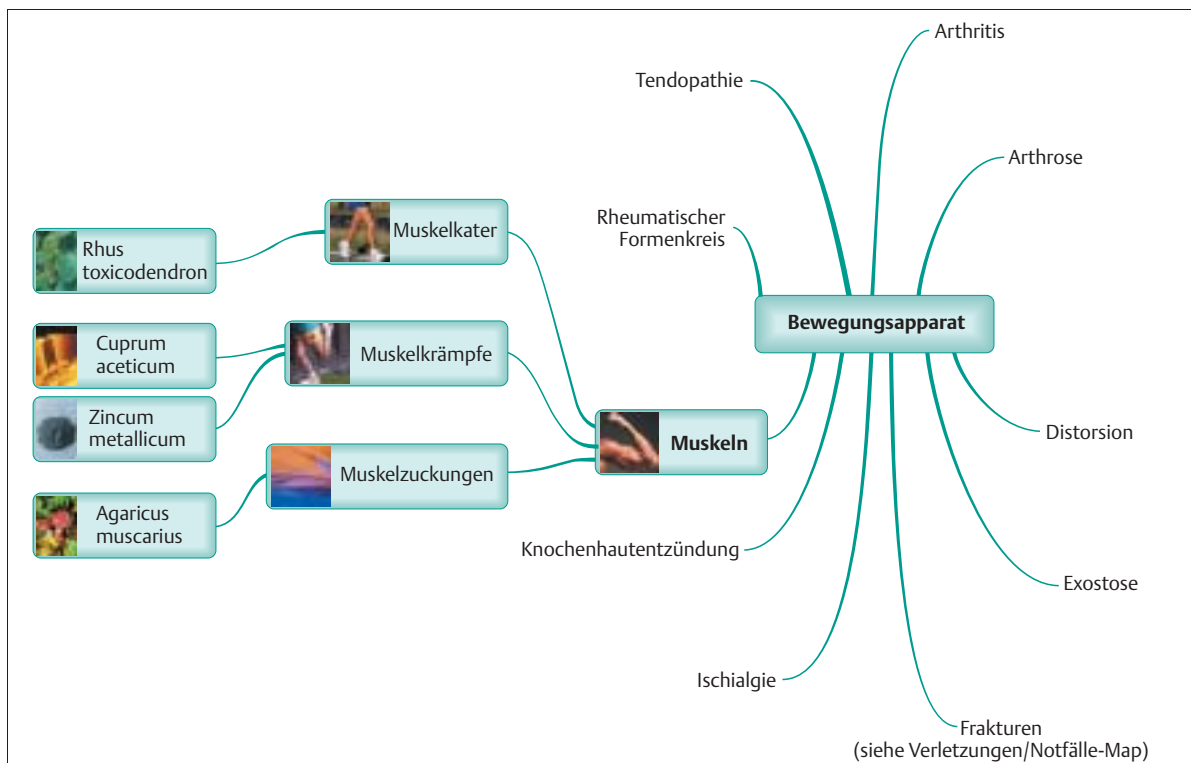 Arthritis
Tendopathie
Arthrose
Rheumatischer
Formenkreis
Muskelkater
Rhus
toxicodendron
Bewegungsapparat
Cuprum
aceticum
Muskelkrämpfe
Zincum
metallicum
Muskeln
Distorsion
Muskelzuckungen
Agaricus
muscarius
Knochenhautentzündung
Exostose
Ischialgie
Frakturen
(siehe Verletzungen/Notfälle-Map)